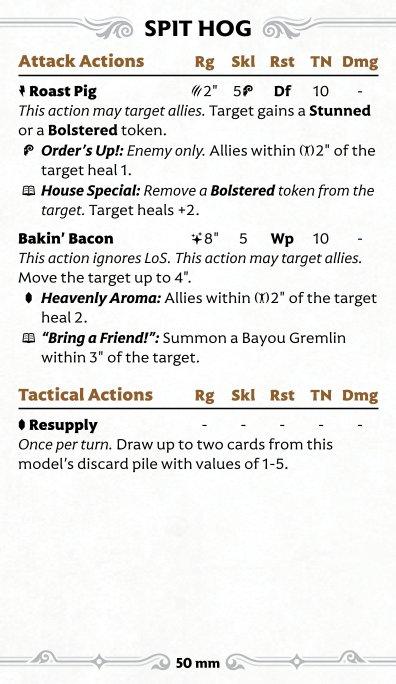 SPIT HOG
Attack Actions Rg Skl Rst TN Dmg
Roast Pig 2" 5 Df 10 -
This action may target allies. Target gains a Stunned
or a Bolstered token.
Order's Up!: Enemy only. Allies within 2" of the
target heal 1.
House Special: Remove a Bolstered token from the
target. Target heals +2.
Bakin' Bacon 8" 5 Wp 10 -
This action ignores LoS. This action may target allies.
Move the target up to 4".
Heavenly Aroma: Allies within 2" of the target
heal 2.
"Bring a Friend!": Summon a Bayou Gremlin
within 3" of the target.
Tactical Actions Rg Skl Rst TN Dmg
Resupply - - - - -
Once per turn. Draw up to two cards from this
model's discard pile with values of 1-5.
50 mm